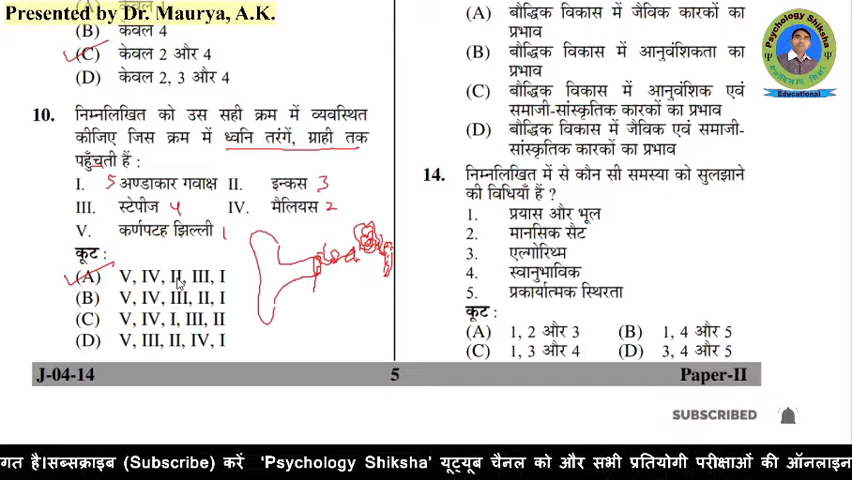 Presented by Dr. Maurya, A.K.
(B) केवल 4
(C) केवल 2 और 4
(D) केवल 2, 3 और 4
10. निम्नलिखित को उस सही क्रम में व्यवस्थित
कीजिए जिस क्रम में ध्वनि तरंगें, ग्राही तक
पहुँचती हैं :
I. 5 अण्डाकार गवाक्ष II. इन्कस 3
III. स्टेपीज 4 IV. मैलियस 2
V. कर्णपटह झिल्ली 1
कूट :
(A) V, IV, II, III, I
(B) V, IV, III, II, I
(C) V, IV, I, III, II
(D) V, III, II, IV, I
(A) बौद्धिक विकास में जैविक कारकों का
प्रभाव
(B) बौद्धिक विकास में आनुवंशिकता का
प्रभाव
(C) बौद्धिक विकास में आनुवंशिक एवं
समाजी-सांस्कृतिक कारकों का प्रभाव
(D) बौद्धिक विकास में जैविक एवं समाजी-
सांस्कृतिक कारकों का प्रभाव
14. निम्नलिखित में से कौन सी समस्या को सुलझाने
की विधियाँ हैं ?
1. प्रयास और भूल
2. मानसिक सैट
3. एल्गोरिथ्म
4. स्वानुभाविक
5. प्रकार्यात्मक स्थिरता
कूट :
(A) 1, 2 और 3 (B) 1, 4 और 5
(C) 1, 3 और 4 (D) 3, 4 और 5
J-04-14 5 Paper-II
Psychology Shiksha
Educational
SUBSCRIBED
गत है।सब्सक्राइब (Subscribe) करें 'Psychology Shiksha' यूट्यूब चैनल को और सभी प्रतियोगी परीक्षाओं की ऑनलाइन